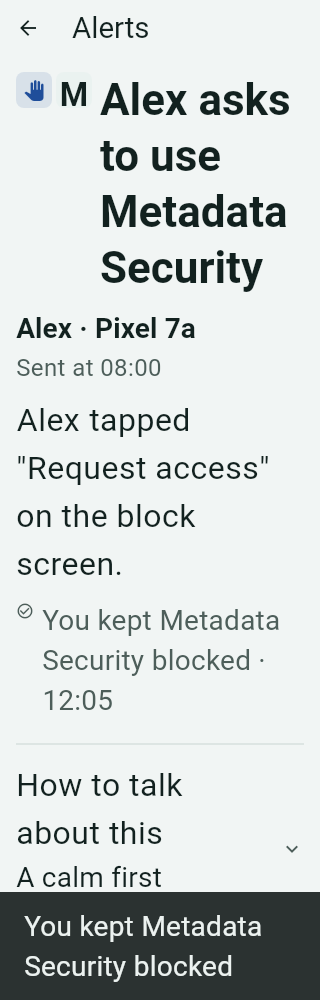 Alerts
M
Alex asks
to use
Metadata
Security
Alex · Pixel 7a
Sent at 08:00
Alex tapped
"Request access"
on the block
screen.
You kept Metadata
Security blocked ·
12:05
How to talk
about this
A calm first
You kept Metadata
Security blocked